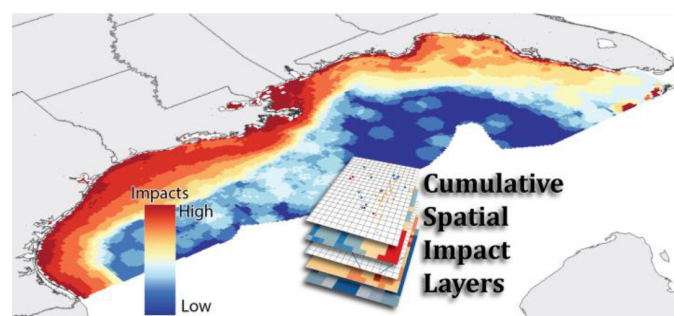 Impacts
High
Low
Cumulative
Spatial
Impact
Layers